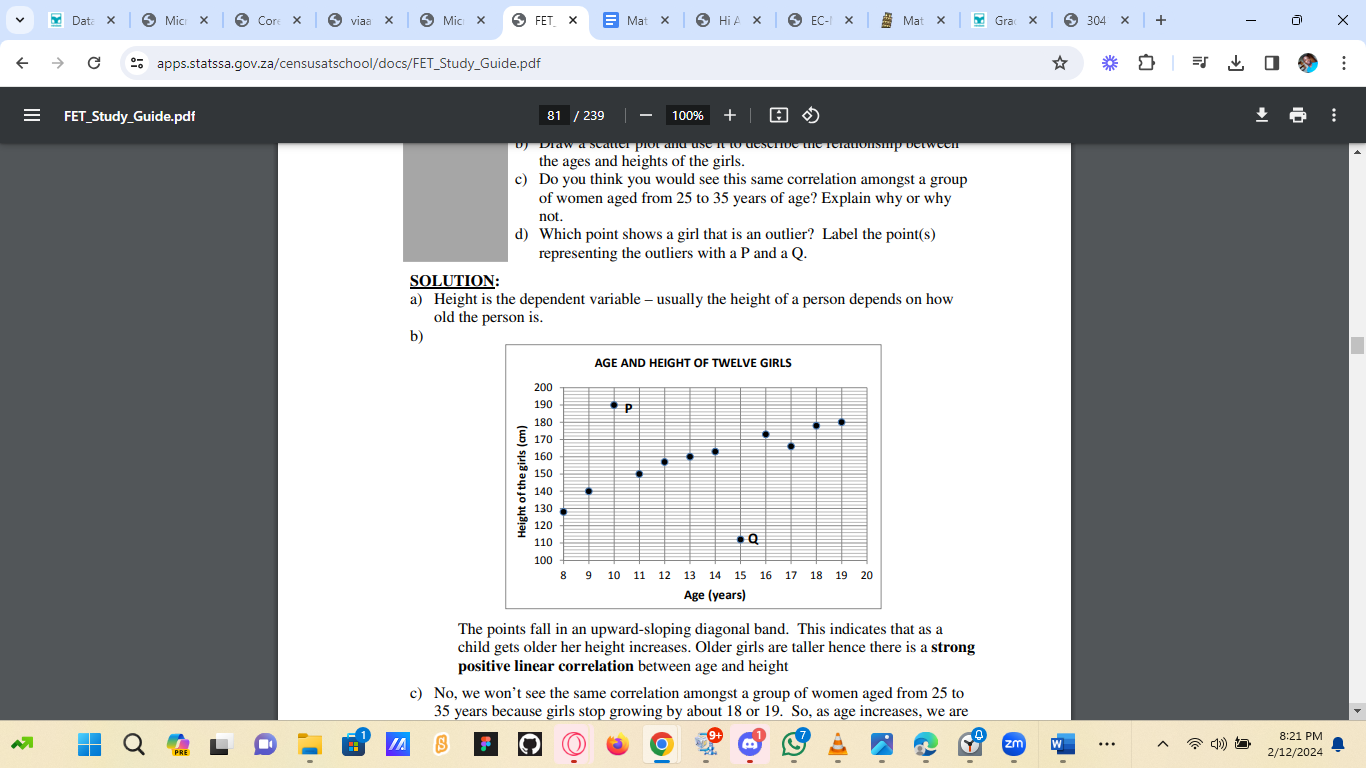 Data
Micr
Core
viaa
Mic
FET_
Mat
Hi A
EC-
Mat
Grac
304
apps.statssa.gov.za/censusatschool/docs/FET_Study_Guide.pdf
FET_Study_Guide.pdf
81 / 239
100%
b) Draw a scatter plot and use it to describe the relationship between
the ages and heights of the girls.
c) Do you think you would see this same correlation amongst a group
of women aged from 25 to 35 years of age? Explain why or why
not.
d) Which point shows a girl that is an outlier? Label the point(s)
representing the outliers with a P and a Q.
SOLUTION:
a) Height is the dependent variable – usually the height of a person depends on how
old the person is.
b)
AGE AND HEIGHT OF TWELVE GIRLS
200
190
180
170
160
150
140
130
120
110
100
Height of the girls (cm)
P
Q
8 9 10 11 12 13 14 15 16 17 18 19 20
Age (years)
The points fall in an upward-sloping diagonal band. This indicates that as a
child gets older her height increases. Older girls are taller hence there is a strong
positive linear correlation between age and height
c) No, we won't see the same correlation amongst a group of women aged from 25 to
35 years because girls stop growing by about 18 or 19. So, as age increases, we are
PRE
1
9+
1
7
zm
8:21 PM
2/12/2024